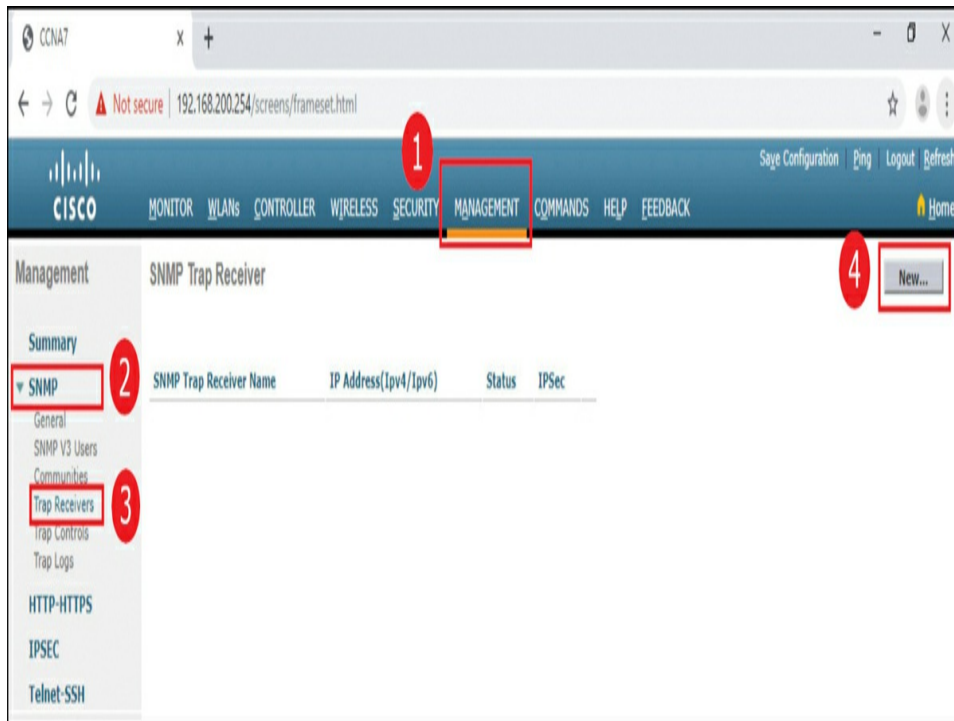 CCNA7
Not secure | 192.168.200.254/screens/frameset.html
1
Save Configuration | Ping | Logout | Refresh
CISCO
MONITOR WLANs CONTROLLER WIRELESS SECURITY MANAGEMENT COMMANDS HELP FEEDBACK
Home
Management
SNMP Trap Receiver
4
New...
Summary
2
SNMP
SNMP Trap Receiver Name IP Address(Ipv4/Ipv6) Status IPSec
General
SNMP V3 Users
Communities
Trap Receivers
3
Trap Controls
Trap Logs
HTTP-HTTPS
IPSEC
Telnet-SSH